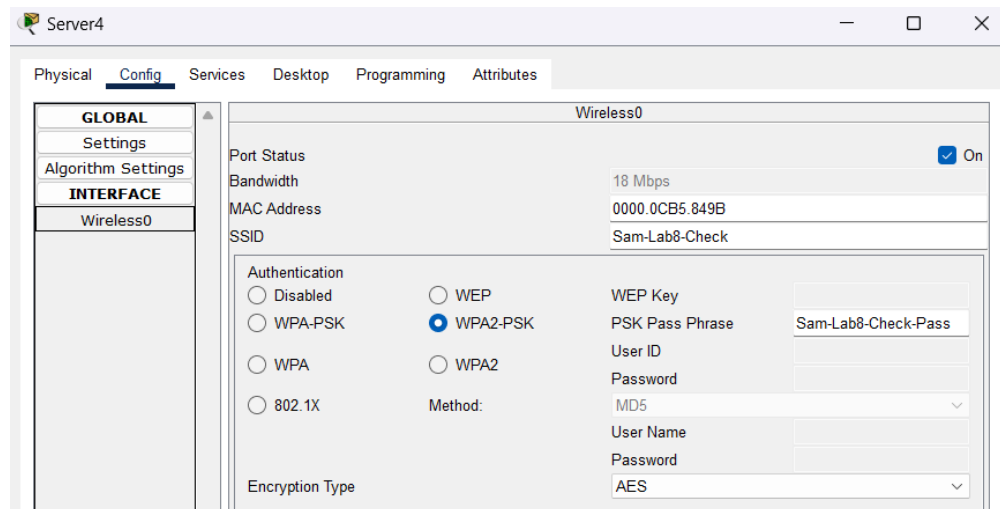 Server4
Physical Config Services Desktop Programming Attributes
GLOBAL
Settings
Algorithm Settings
INTERFACE
Wireless0
Wireless0
Port Status On
Bandwidth 18 Mbps
MAC Address 0000.0CB5.849B
SSID Sam-Lab8-Check
Authentication
Disabled WEP WEP Key
WPA-PSK WPA2-PSK PSK Pass Phrase Sam-Lab8-Check-Pass
User ID
WPA WPA2
Password
802.1X Method: MD5
User Name
Password
Encryption Type AES